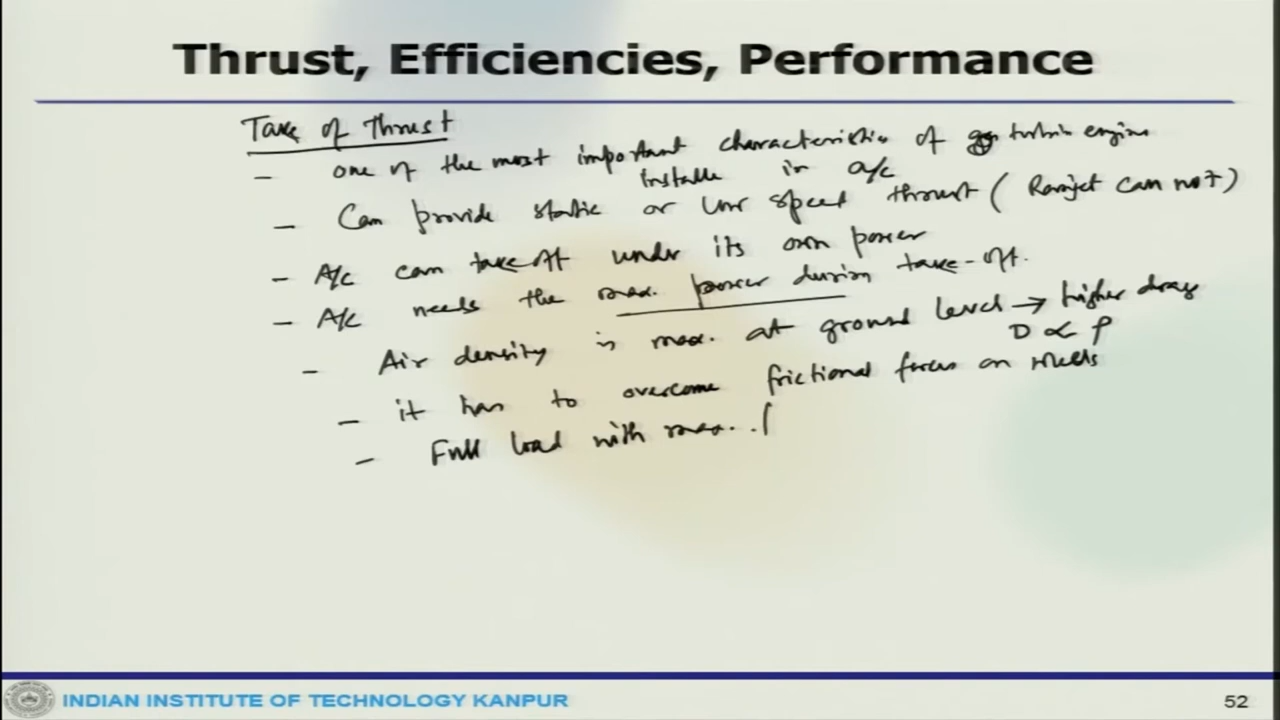 Thrust, Efficiencies, Performance
Take of Thrust
- one of the most important characteristics of gas turbine engine
install in a/c
- Can provide static or low speed thrust ( Ramjet can not )
- A/c can take off under its own power
- A/c needs the max. power during take-off.
- Air density is max. at ground level → higher drag
D ∝ ρ
- it has to overcome frictional forces on wheels
- Full load with max. . (
INDIAN INSTITUTE OF TECHNOLOGY KANPUR
52